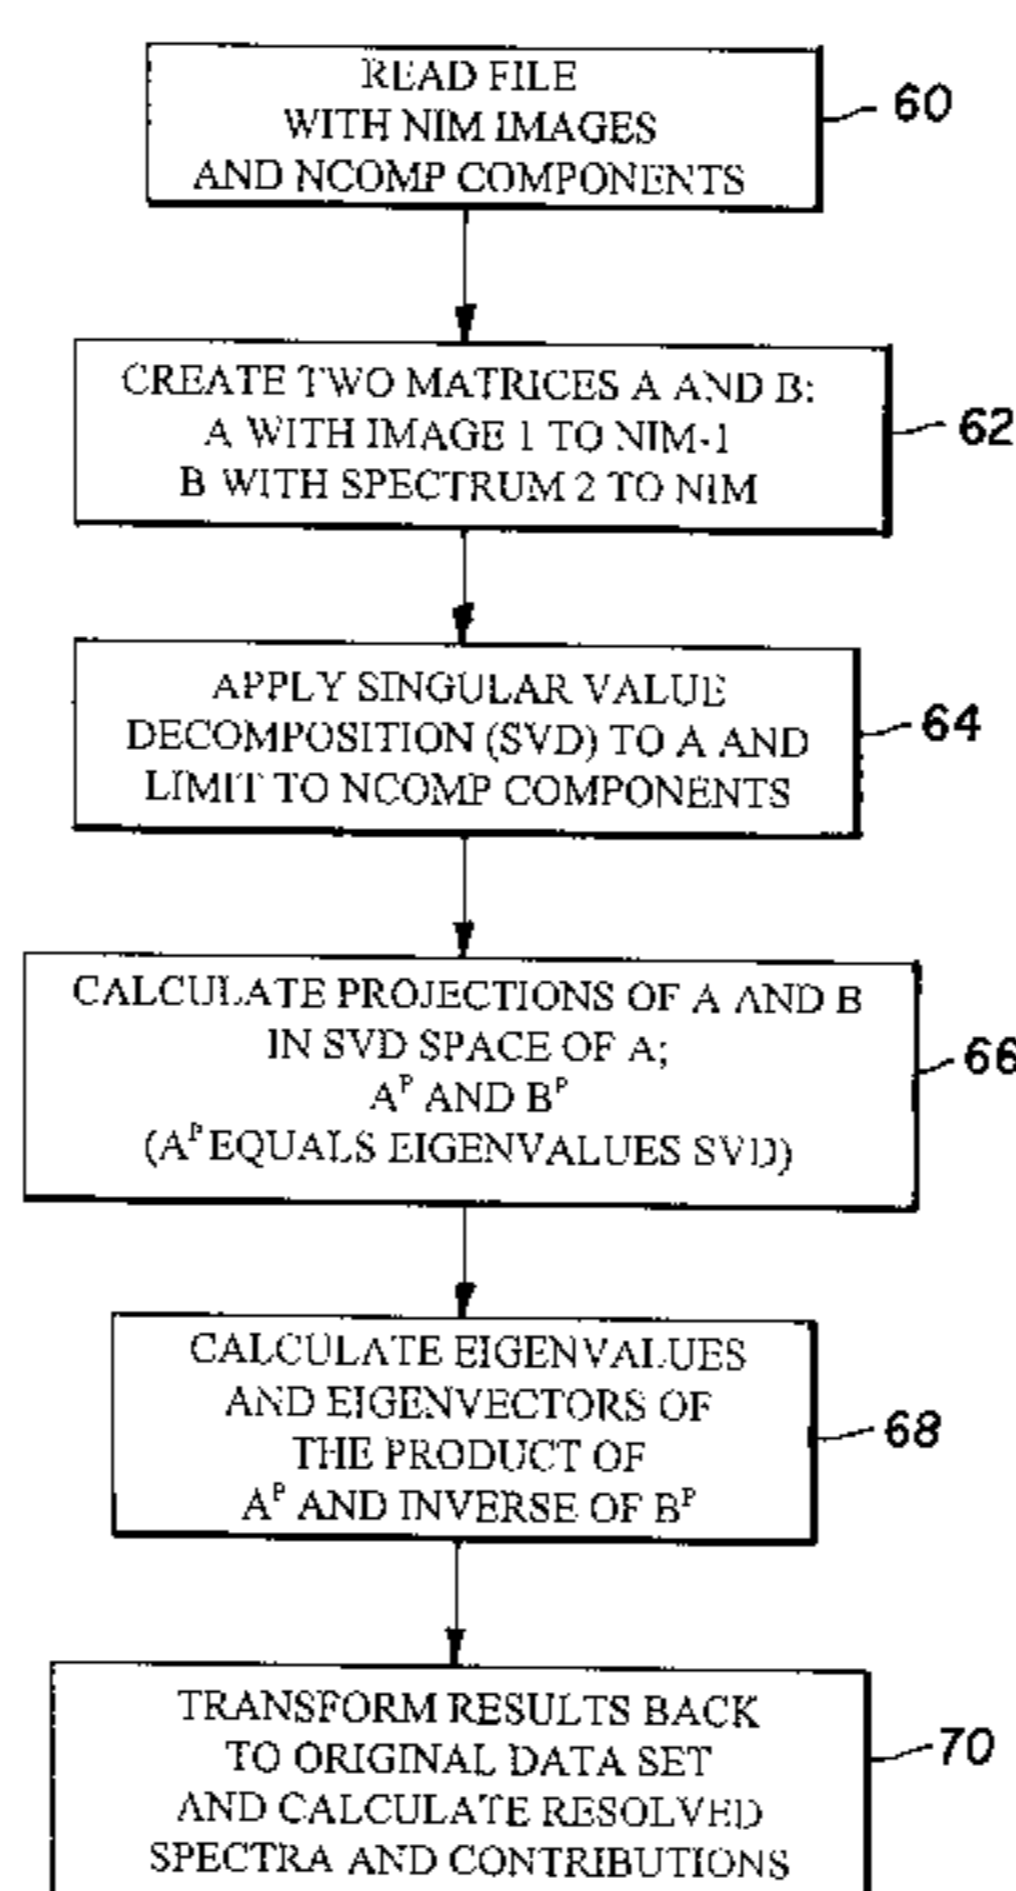 READ FILE
WITH NIM IMAGES
AND NCOMP COMPONENTS
60
CREATE TWO MATRICES A AND B:
A WITH IMAGE 1 TO NIM-1
B WITH SPECTRUM 2 TO NIM
62
APPLY SINGULAR VALUE
DECOMPOSITION (SVD) TO A AND
LIMIT TO NCOMP COMPONENTS
64
CALCULATE PROJECTIONS OF A AND B
IN SVD SPACE OF A;
A^P AND B^P
(A^P EQUALS EIGENVALUES SVD)
66
CALCULATE EIGENVALUES
AND EIGENVECTORS OF
THE PRODUCT OF
A^P AND INVERSE OF B^P
68
TRANSFORM RESULTS BACK
TO ORIGINAL DATA SET
AND CALCULATE RESOLVED
SPECTRA AND CONTRIBUTIONS
70